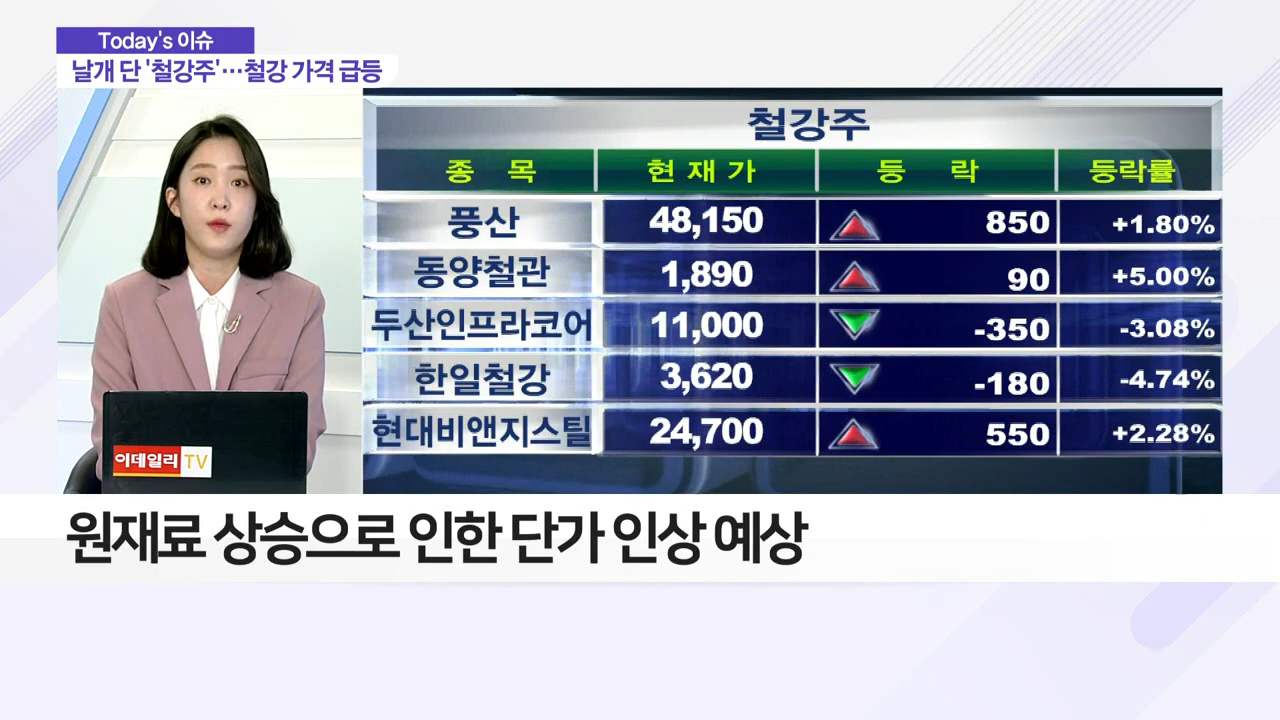 Today's 이슈
날개 단 '철강주'…철강 가격 급등
철강주
종 목 현 재 가 등 락 등락률
풍산 48,150 850 +1.80%
동양철관 1,890 90 +5.00%
두산인프라코어 11,000 -350 -3.08%
한일철강 3,620 -180 -4.74%
현대비앤지스틸 24,700 550 +2.28%
이데일리 TV
원재료 상승으로 인한 단가 인상 예상